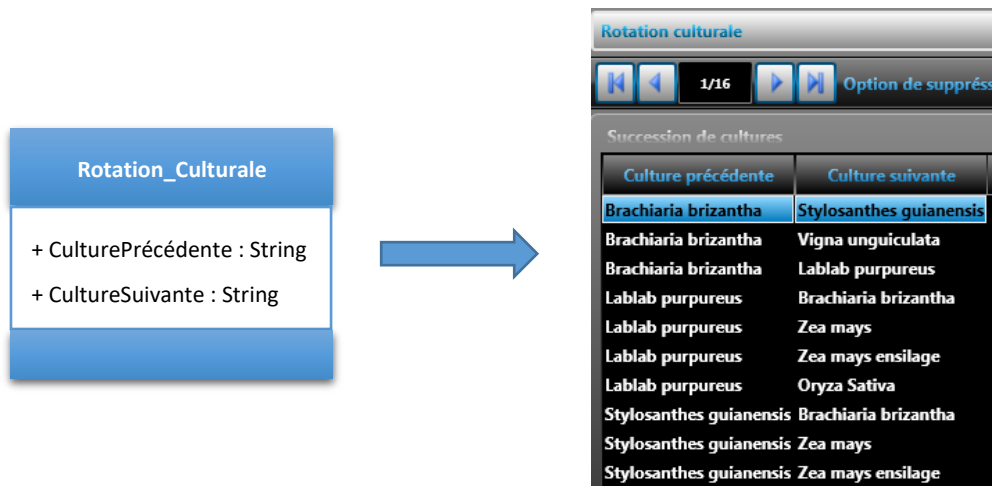 Rotation_Culturale
+ CulturePrécédente : String
+ CultureSuivante : String
Rotation culturale
1/16 Option de suppréss
Succession de cultures
Culture précédente Culture suivante
Brachiaria brizantha Stylosanthes guianensis
Brachiaria brizantha Vigna unguiculata
Brachiaria brizantha Lablab purpureus
Lablab purpureus Brachiaria brizantha
Lablab purpureus Zea mays
Lablab purpureus Zea mays ensilage
Lablab purpureus Oryza Sativa
Stylosanthes guianensis Brachiaria brizantha
Stylosanthes guianensis Zea mays
Stylosanthes guianensis Zea mays ensilage